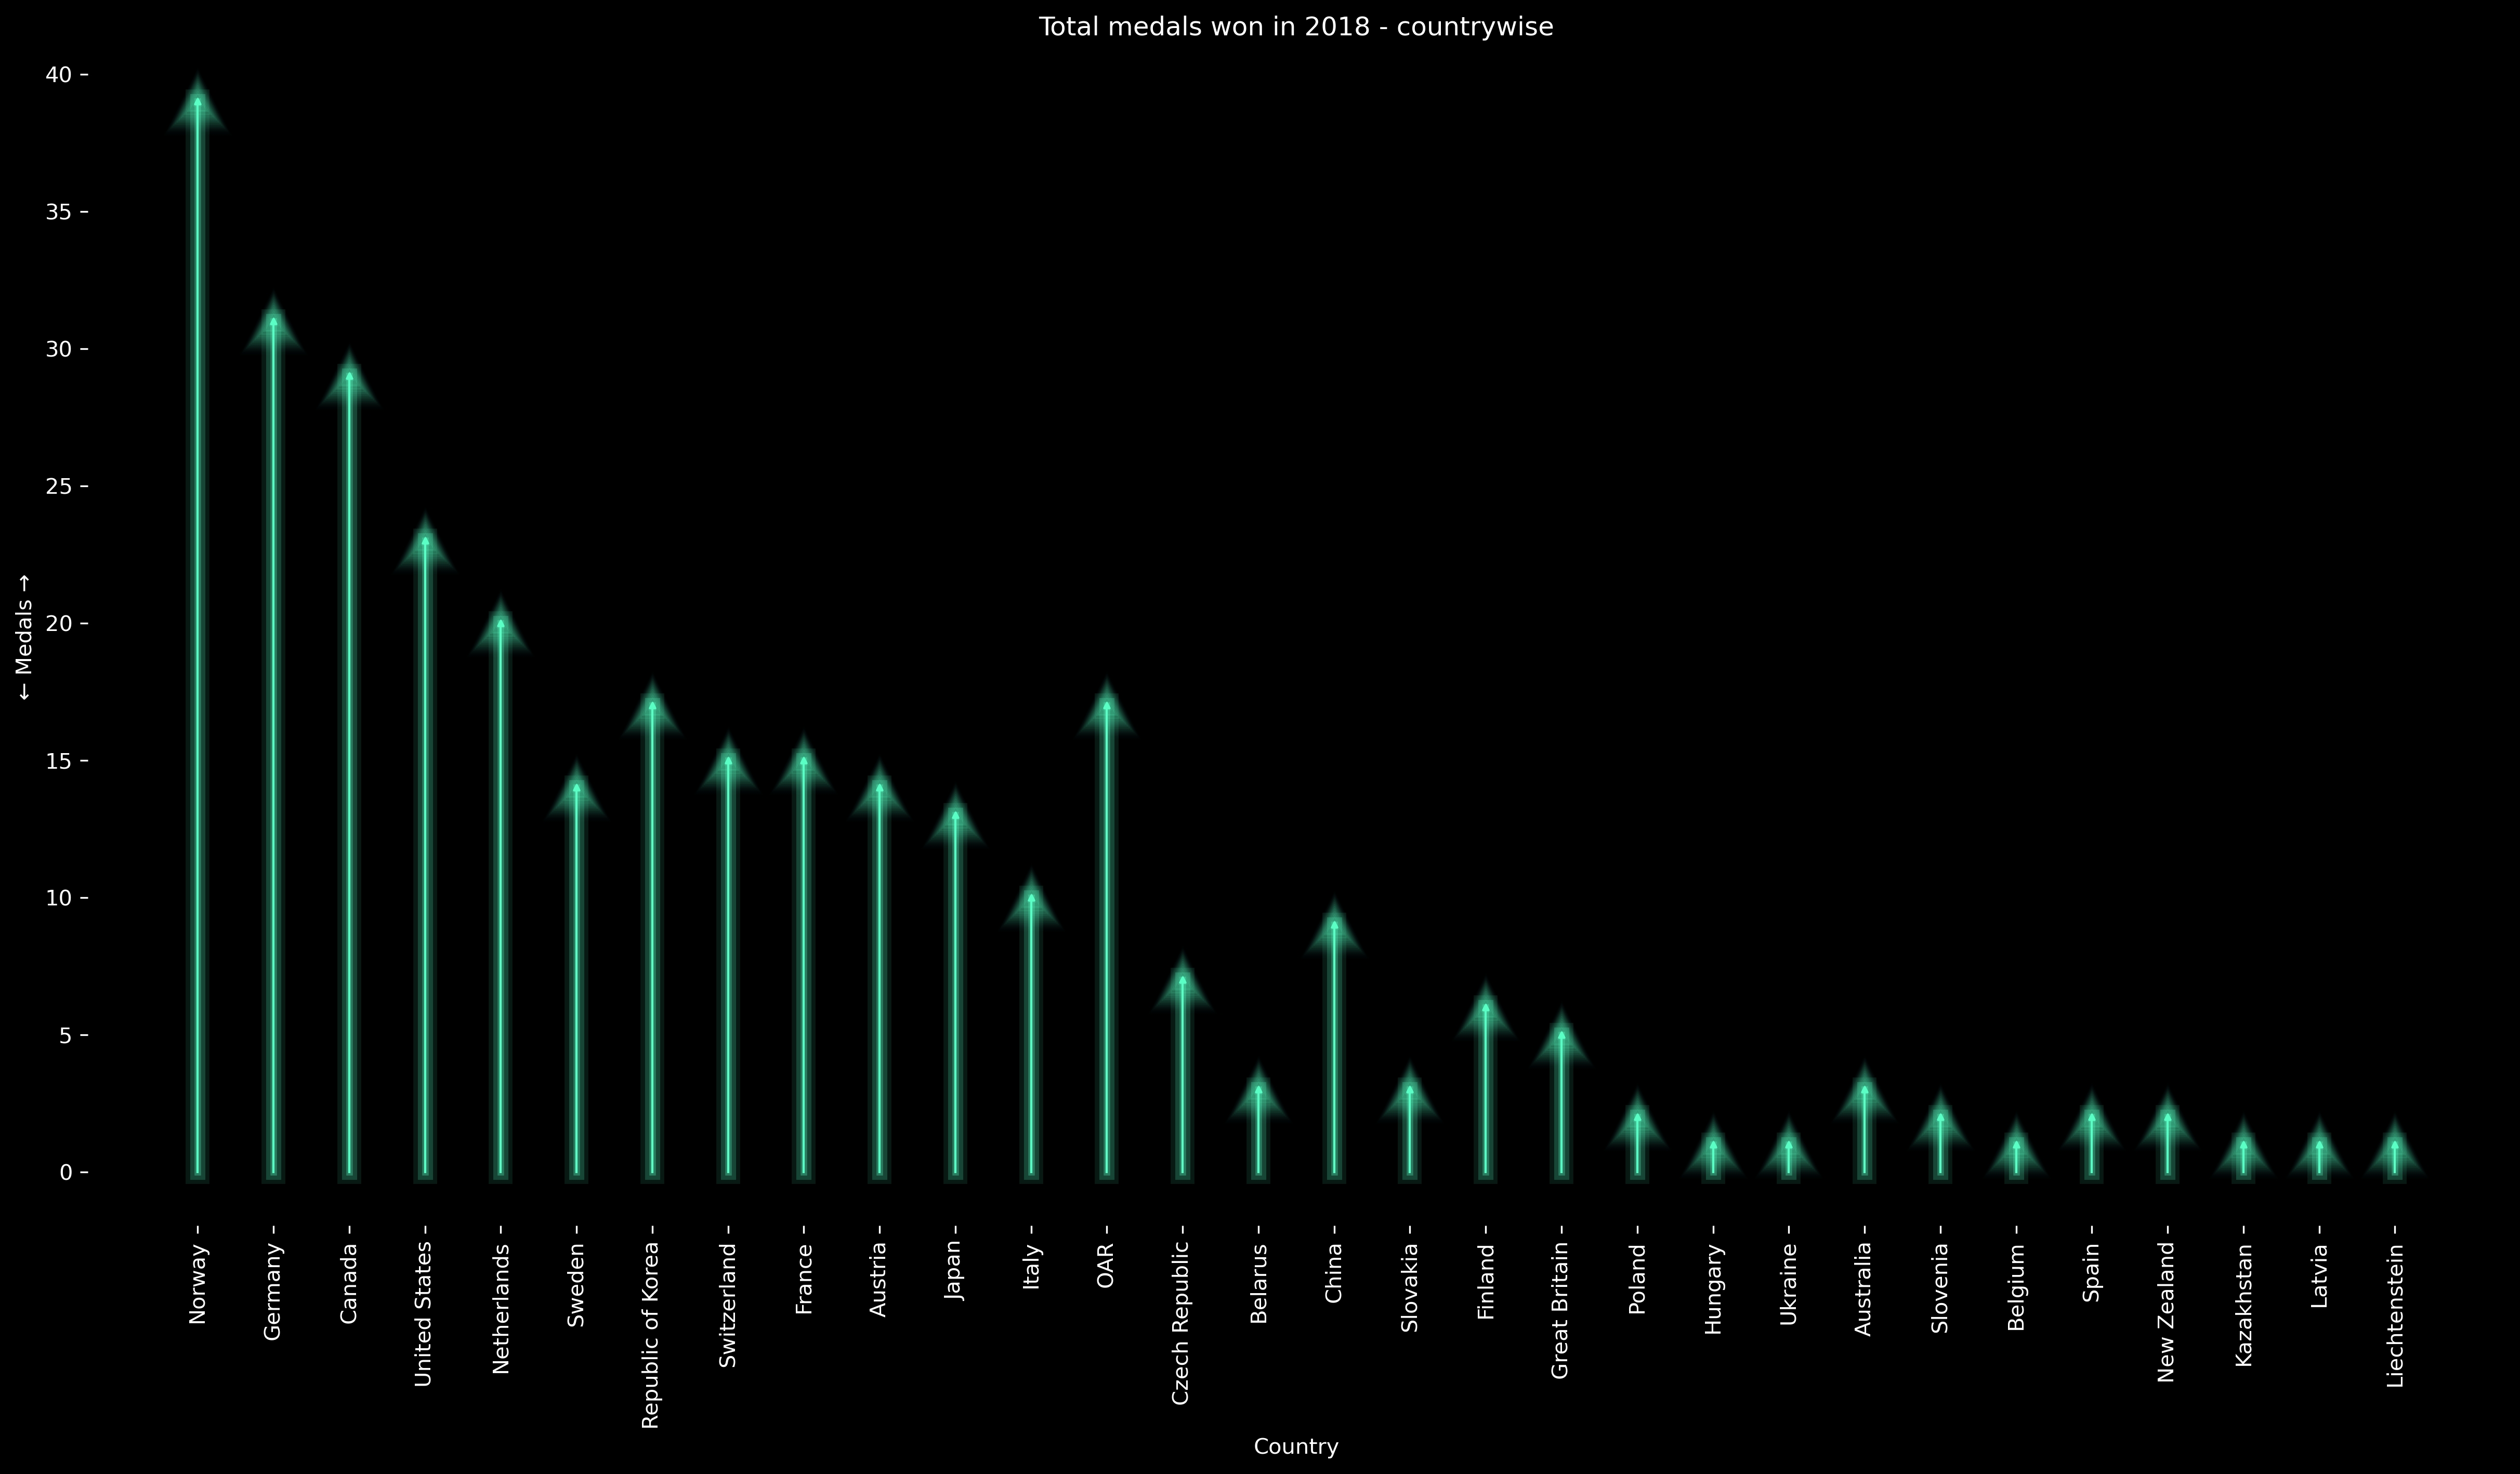 Total medals won in 2018 - countrywise
40
35
30
25
20
15
10
5
0
← Medals →
Norway
Germany
Canada
United States
Netherlands
Sweden
Republic of Korea
Switzerland
France
Austria
Japan
Italy
OAR
Czech Republic
Belarus
China
Slovakia
Finland
Great Britain
Poland
Hungary
Ukraine
Australia
Slovenia
Belgium
Spain
New Zealand
Kazakhstan
Latvia
Liechtenstein
Country